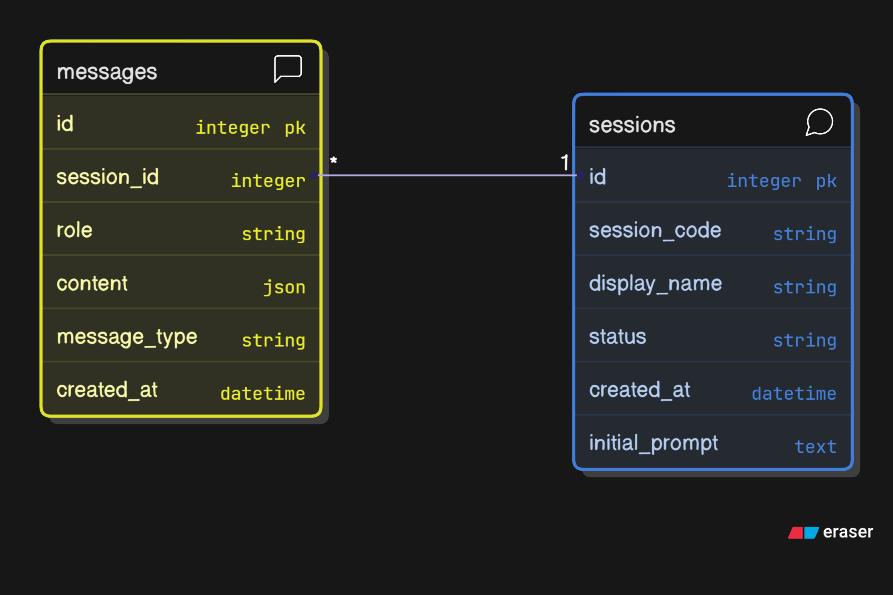 messages
id integer pk
session_id integer
role string
content json
message_type string
created_at datetime
* 1
sessions
id integer pk
session_code string
display_name string
status string
created_at datetime
initial_prompt text
eraser